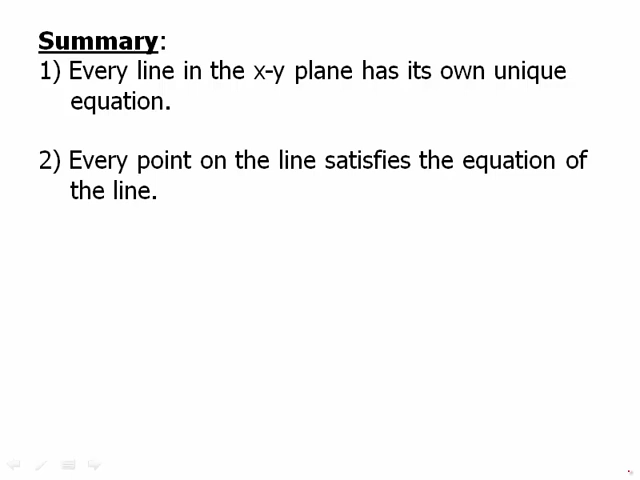 Summary:
1) Every line in the x-y plane has its own unique
equation.
2) Every point on the line satisfies the equation of
the line.